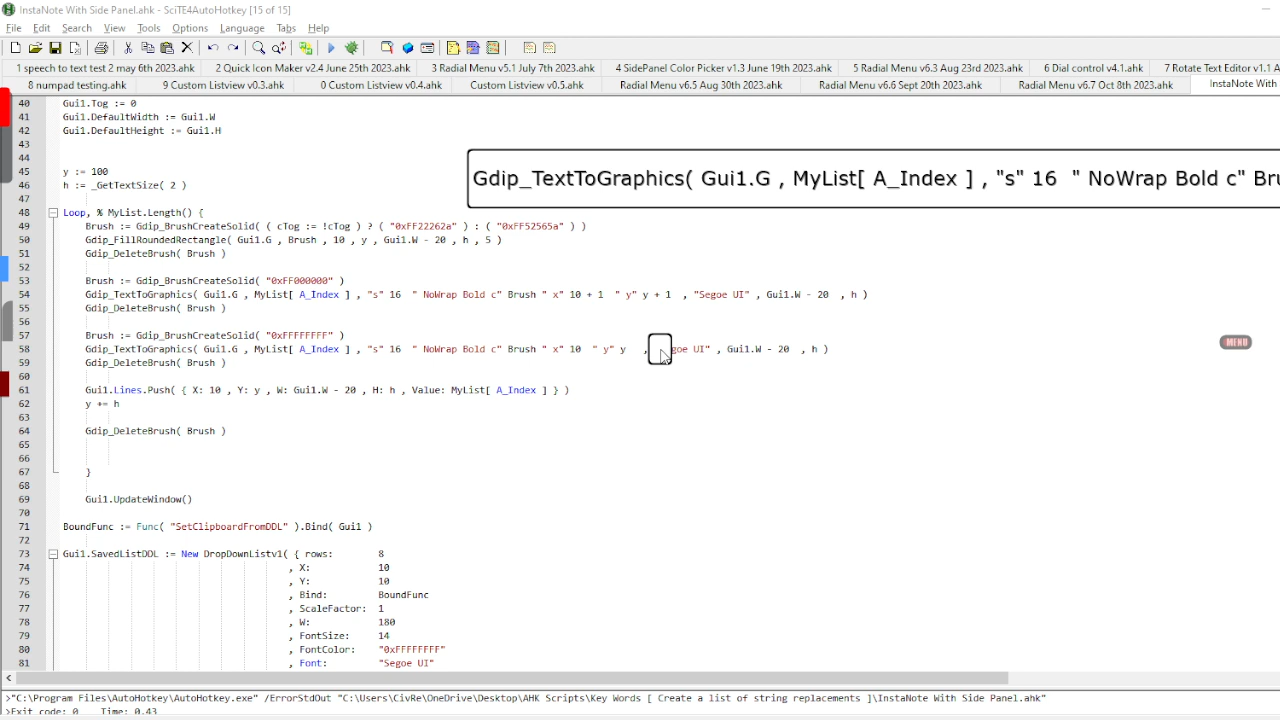 InstaNote With Side Panel.ahk - SciTE4AutoHotkey [15 of 15]
File Edit Search View Tools Options Language Tabs Help
1 speech to text test 2 may 6th 2023.ahk 2 Quick Icon Maker v2.4 June 25th 2023.ahk 3 Radial Menu v5.1 July 7th 2023.ahk 4 SidePanel Color Picker v1.3 June 19th 2023.ahk 5 Radial Menu v6.3 Aug 23rd 2023.ahk 6 Dial control v4.1.ahk 7 Rotate Text Editor v1.1 A
8 numpad testing.ahk 9 Custom Listview v0.3.ahk 0 Custom Listview v0.4.ahk Custom Listview v0.5.ahk Radial Menu v6.5 Aug 30th 2023.ahk Radial Menu v6.6 Sept 20th 2023.ahk Radial Menu v6.7 Oct 8th 2023.ahk InstaNote With
40 Gui1.Tog := 0
41 Gui1.DefaultWidth := Gui1.W
42 Gui1.DefaultHeight := Gui1.H
43
44
45 y := 100
46 h := _GetTextSize( 2 )
Gdip_TextToGraphics( Gui1.G , MyList[ A_Index ] , "s" 16 " NoWrap Bold c" Bru
47
48 Loop, % MyList.Length() {
49 Brush := Gdip_BrushCreateSolid( ( cTog := !cTog ) ? ( "0xFF22262a" ) : ( "0xFF52565a" ) )
50 Gdip_FillRoundedRectangle( Gui1.G , Brush , 10 , y , Gui1.W - 20 , h , 5 )
51 Gdip_DeleteBrush( Brush )
52
53 Brush := Gdip_BrushCreateSolid( "0xFF000000" )
54 Gdip_TextToGraphics( Gui1.G , MyList[ A_Index ] , "s" 16 " NoWrap Bold c" Brush " x" 10 + 1 " y" y + 1 , "Segoe UI" , Gui1.W - 20 , h )
55 Gdip_DeleteBrush( Brush )
56
57 Brush := Gdip_BrushCreateSolid( "0xFFFFFFFF" )
58 Gdip_TextToGraphics( Gui1.G , MyList[ A_Index ] , "s" 16 " NoWrap Bold c" Brush " x" 10 " y" y , goe UI" , Gui1.W - 20 , h )
MENU
59 Gdip_DeleteBrush( Brush )
60
61 Gui1.Lines.Push( { X: 10 , Y: y , W: Gui1.W - 20 , H: h , Value: MyList[ A_Index ] } )
62 y += h
63
64 Gdip_DeleteBrush( Brush )
65
66
67 }
68
69 Gui1.UpdateWindow()
70
71 BoundFunc := Func( "SetClipboardFromDDL" ).Bind( Gui1 )
72
73 Gui1.SavedListDDL := New DropDownListv1( { rows: 8
74 , X: 10
75 , Y: 10
76 , Bind: BoundFunc
77 , ScaleFactor: 1
78 , W: 180
79 , FontSize: 14
80 , FontColor: "0xFFFFFFFF"
81 , Font: "Segoe UI"
>"C:\Program Files\AutoHotkey\AutoHotkey.exe" /ErrorStdOut "C:\Users\CivRe\OneDrive\Desktop\AHK Scripts\Key Words [ Create a list of string replacements ]\InstaNote With Side Panel.ahk"
>Exit code: 0 Time: 0.43